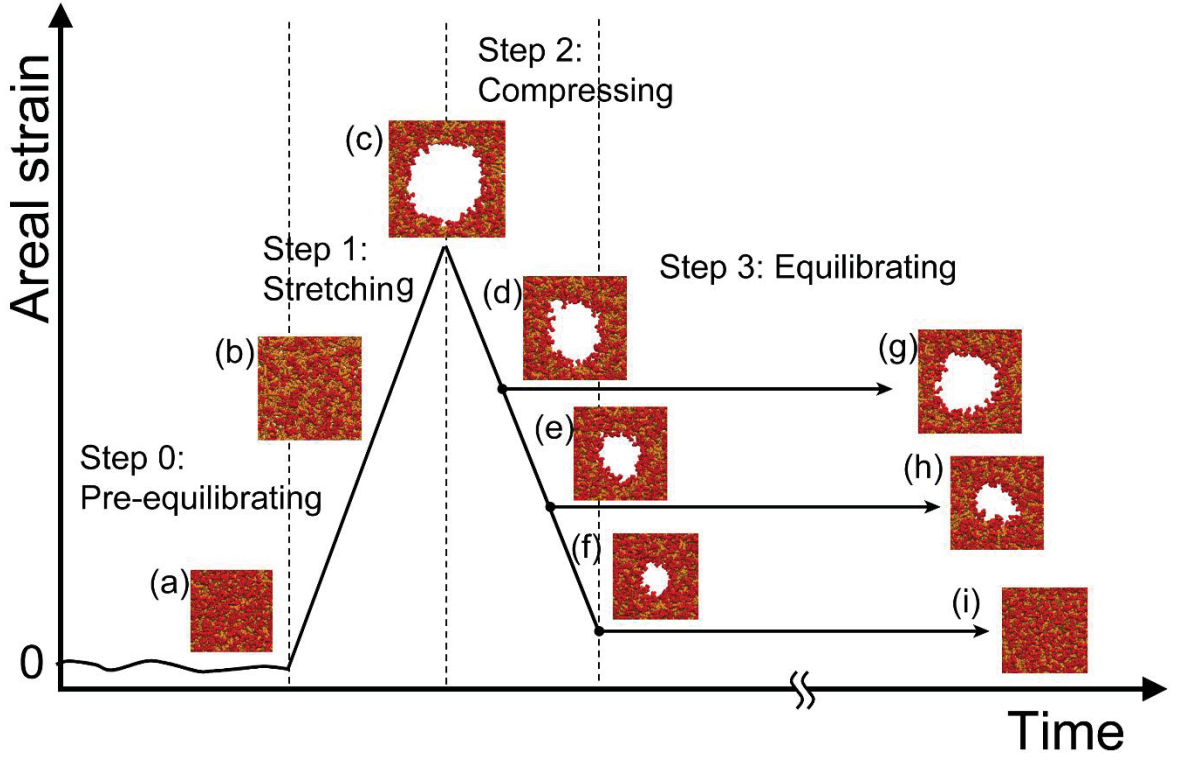 Areal strain
Step 2:
Compressing
(c)
Step 1:
Stretching
Step 3: Equilibrating
(d)
(b)
(g)
(e)
Step 0:
Pre-equilibrating
(h)
(f)
(a)
(i)
0
Time